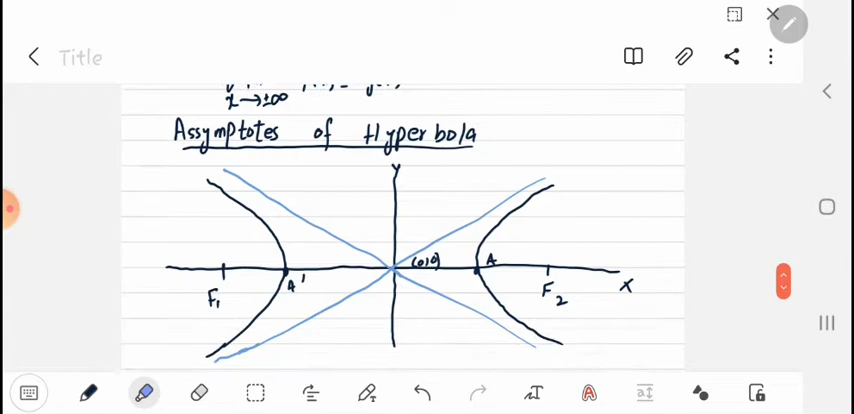 Title
x→±∞
Assymptotes of Hyperbola
Y
(0,0)
A
A'
F₁
F₂
X